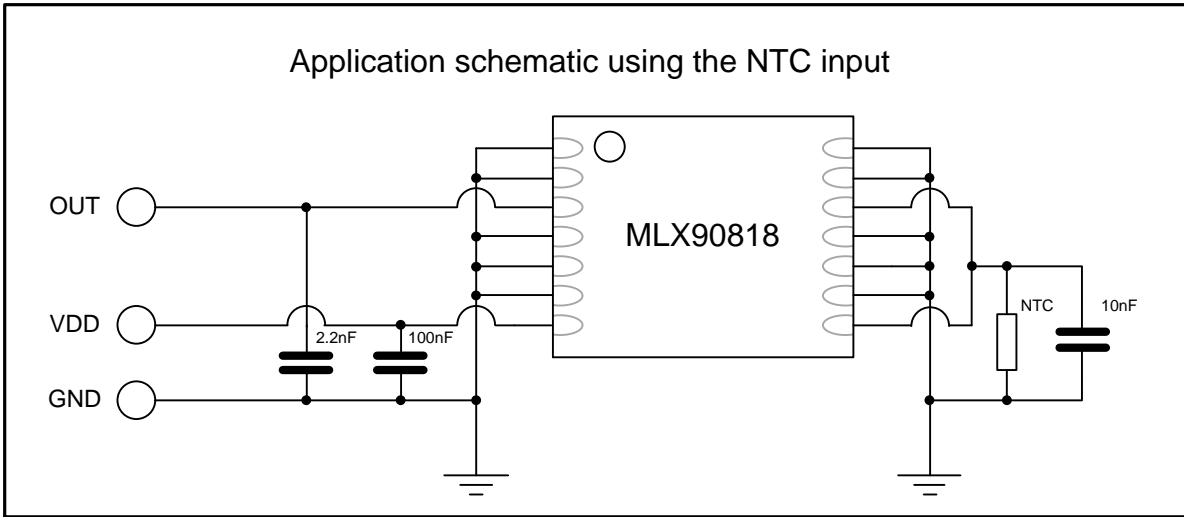 Application schematic using the NTC input
OUT
MLX90818
VDD
2.2nF
100nF
NTC
10nF
GND